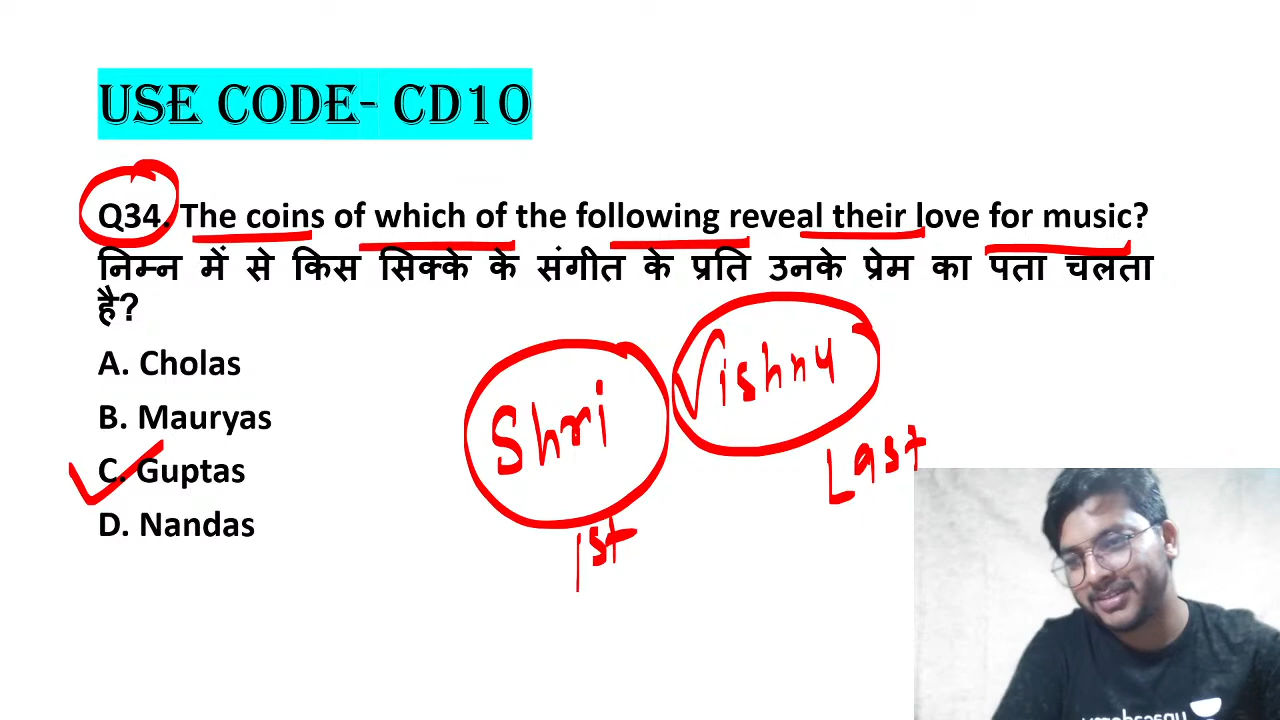 USE CODE- CD10
Q34. The coins of which of the following reveal their love for music?
निम्न में से किस सिक्के के संगीत के प्रति उनके प्रेम का पता चलता
है?
A. Cholas
B. Mauryas
C. Guptas
D. Nandas
Shri
Vishnu
Last
1st